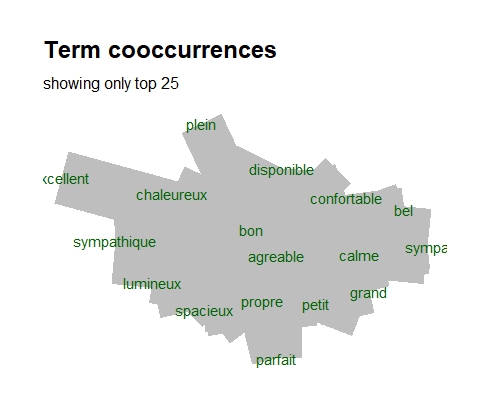 Term cooccurrences
showing only top 25
plein
disponible
xcellent
chaleureux
confortable
bel
bon
sympathique
sympa
agreable
calme
lumineux
grand
propre
petit
spacieux
parfait